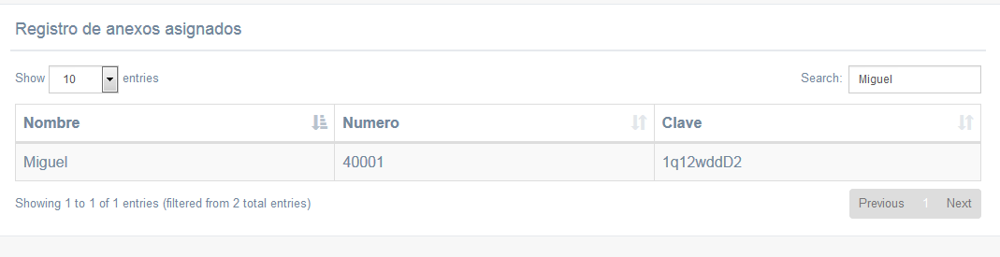 Registro de anexos asignados
Show 10 entries Search: Miguel
Nombre Numero Clave
Miguel 40001 1q12wddD2
Showing 1 to 1 of 1 entries (filtered from 2 total entries) Previous 1 Next